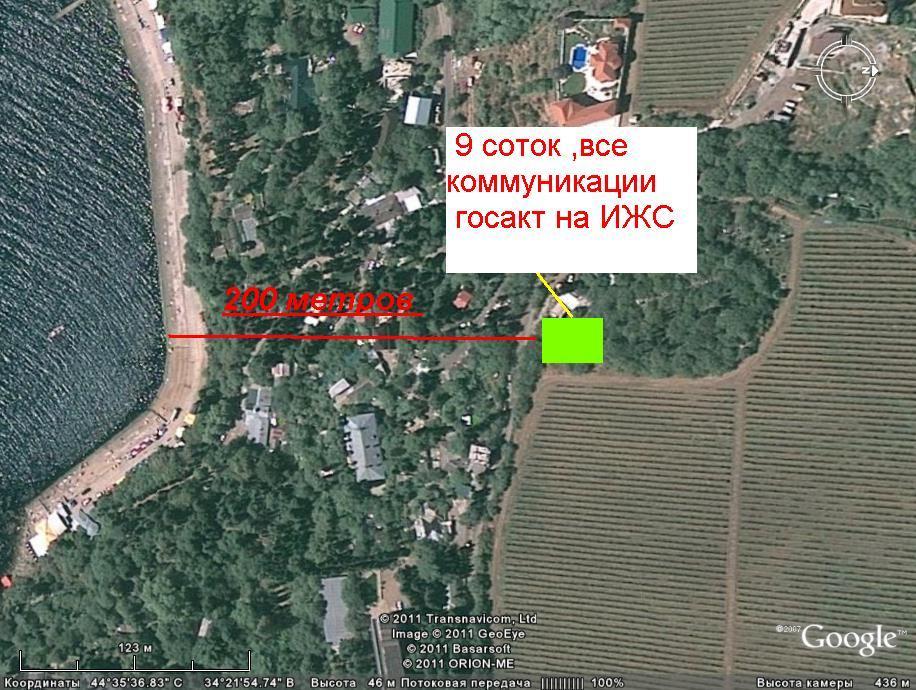 9 соток ,все
коммуникации
госакт на ИЖС
200 метров
N
© 2011 Transnavicom, Ltd
Image © 2011 GeoEye
© 2011 Basarsoft
© 2011 ORION-ME
©2007 Google™
123 м
Координаты 44°35'36.83" С 34°21'54.74" В Высота 46 м Потоковая передача 100% Высота камеры 436 м